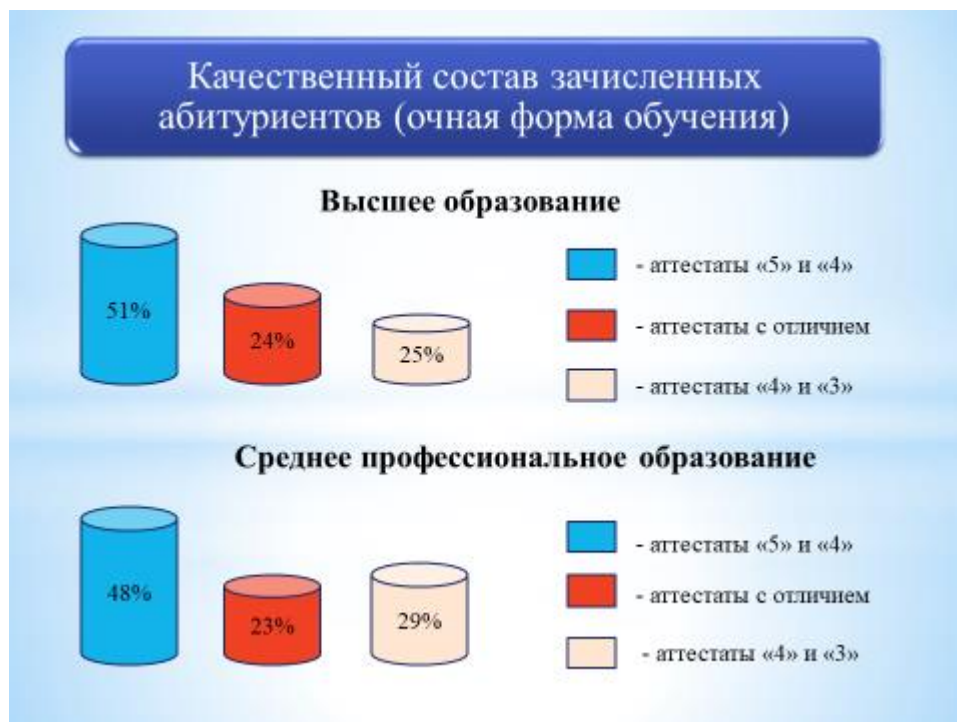 Качественный состав зачисленных
абитуриентов (очная форма обучения)
Высшее образование
51%
24%
25%
- аттестаты «5» и «4»
- аттестаты с отличием
- аттестаты «4» и «3»
Среднее профессиональное образование
48%
23%
29%
- аттестаты «5» и «4»
- аттестаты с отличием
- аттестаты «4» и «3»